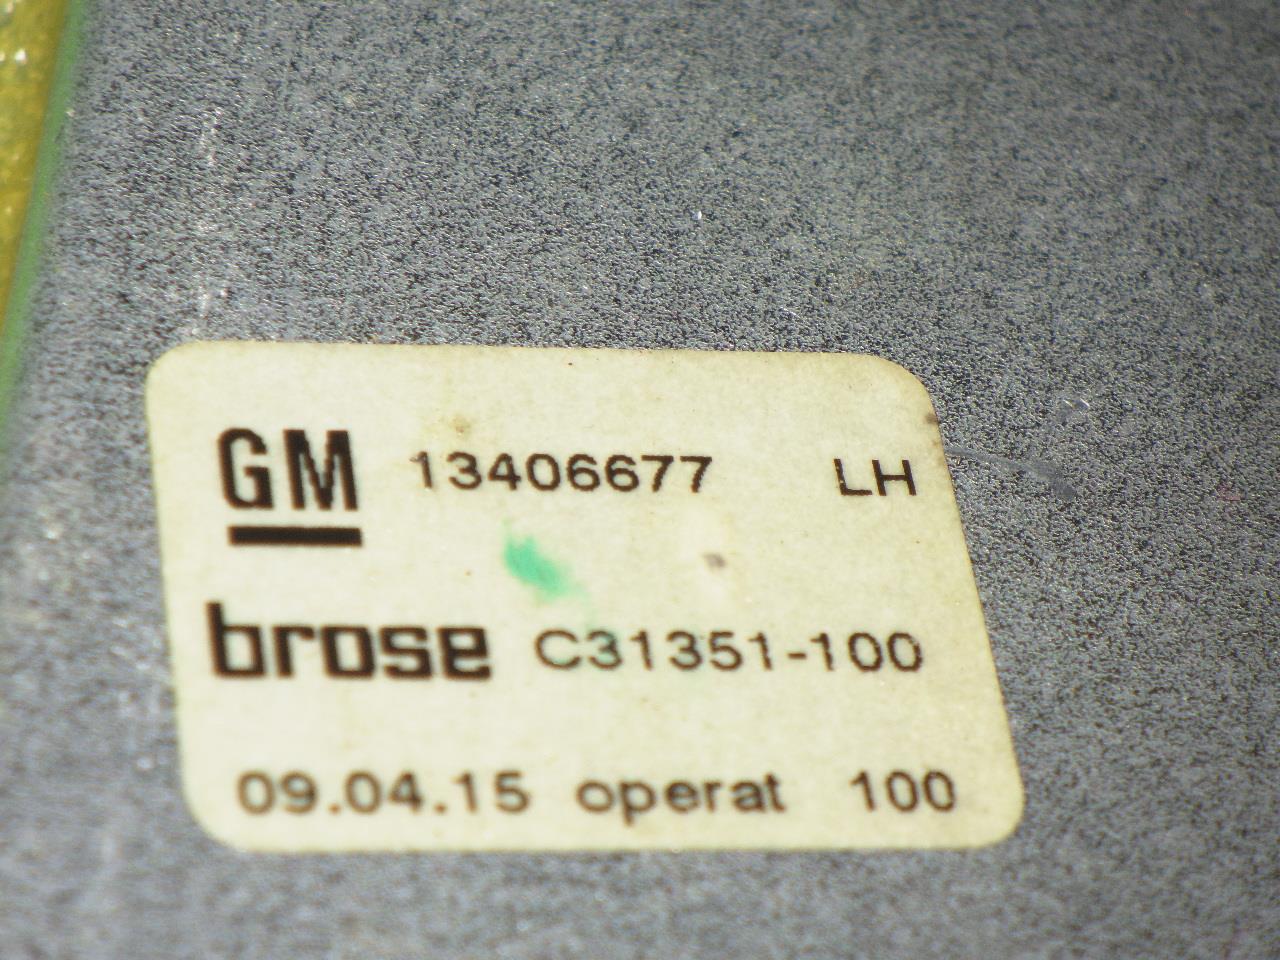 GM 13406677 LH
brose C31351-100
09.04.15 operat 100